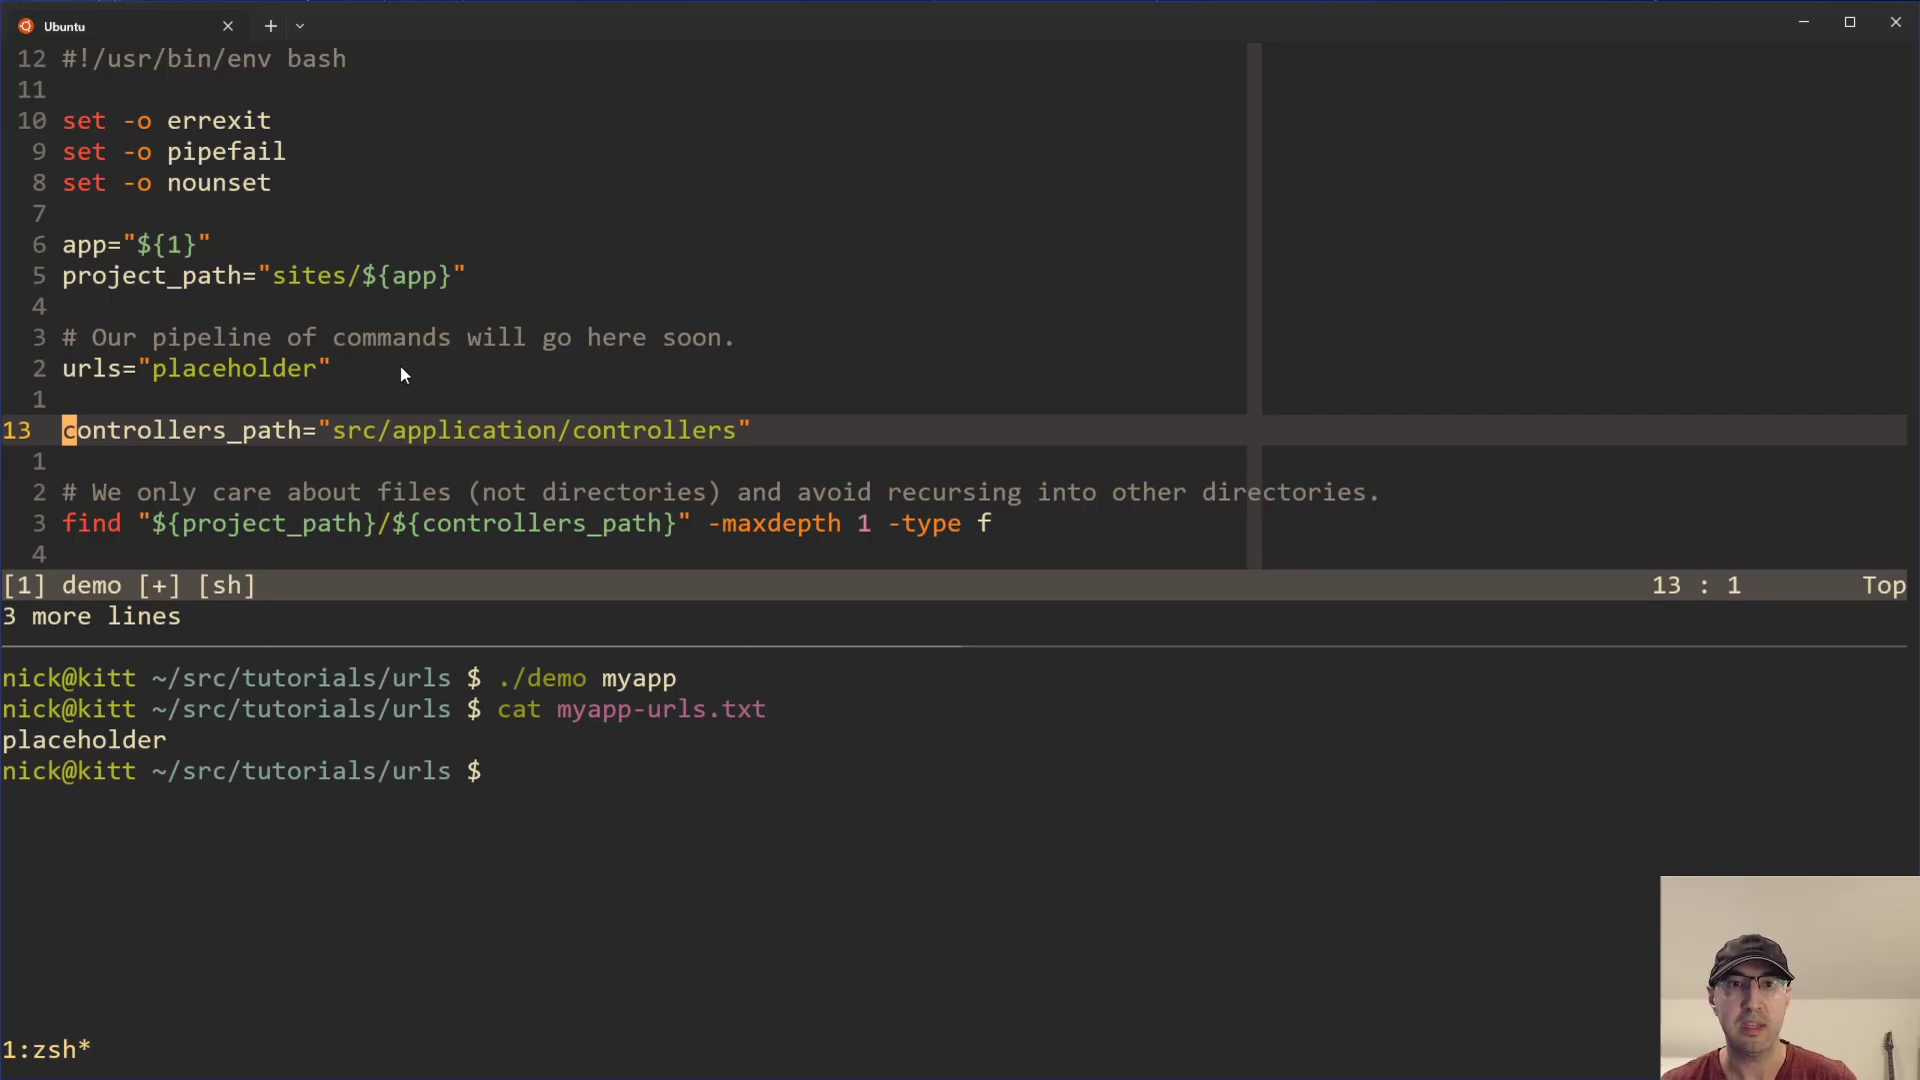 Ubuntu
12 #!/usr/bin/env bash
11
10 set -o errexit
9 set -o pipefail
8 set -o nounset
7
6 app="${1}"
5 project_path="sites/${app}"
4
3 # Our pipeline of commands will go here soon.
2 urls="placeholder"
1
13 controllers_path="src/application/controllers"
1
2 # We only care about files (not directories) and avoid recursing into other directories.
3 find "${project_path}/${controllers_path}" -maxdepth 1 -type f
4
[1] demo [+] [sh] 13 : 1 Top
3 more lines
nick@kitt ~/src/tutorials/urls $ ./demo myapp
nick@kitt ~/src/tutorials/urls $ cat myapp-urls.txt
placeholder
nick@kitt ~/src/tutorials/urls $
1:zsh*